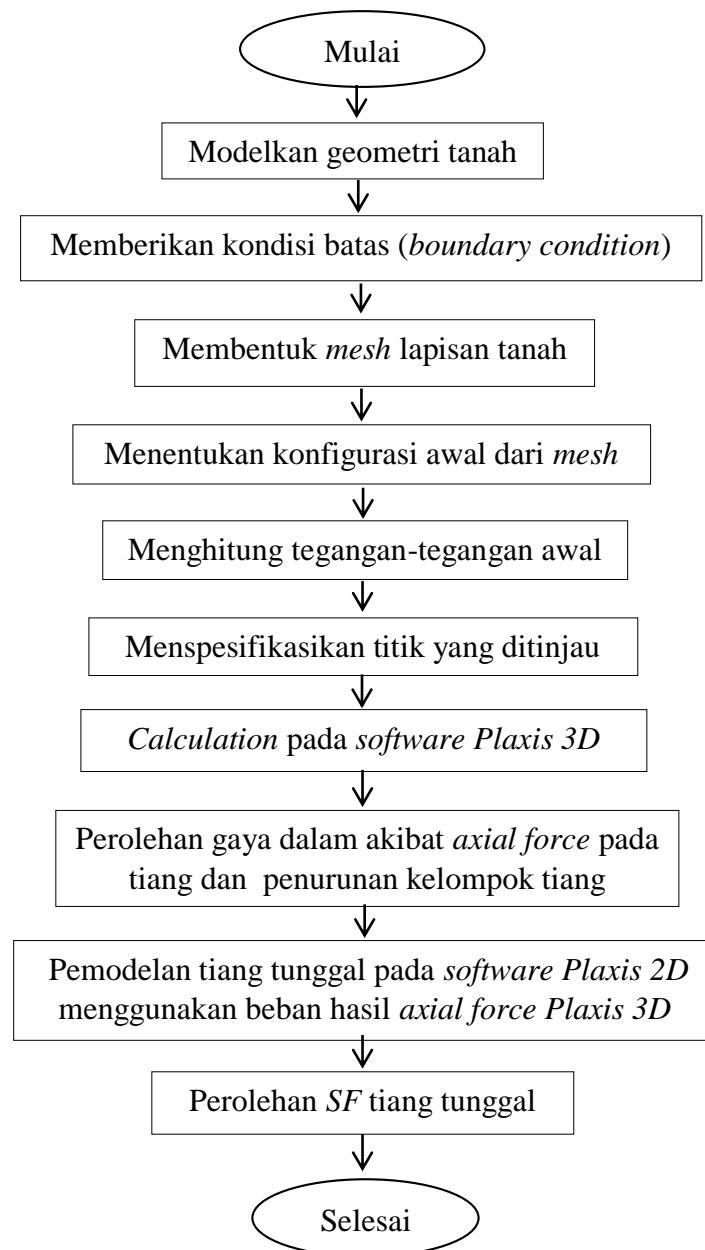 Mulai
Modelkan geometri tanah
Memberikan kondisi batas (boundary condition)
Membentuk mesh lapisan tanah
Menentukan konfigurasi awal dari mesh
Menghitung tegangan-tegangan awal
Menspesifikasikan titik yang ditinjau
Calculation pada software Plaxis 3D
Perolehan gaya dalam akibat axial force pada
tiang dan penurunan kelompok tiang
Pemodelan tiang tunggal pada software Plaxis 2D
menggunakan beban hasil axial force Plaxis 3D
Perolehan SF tiang tunggal
Selesai